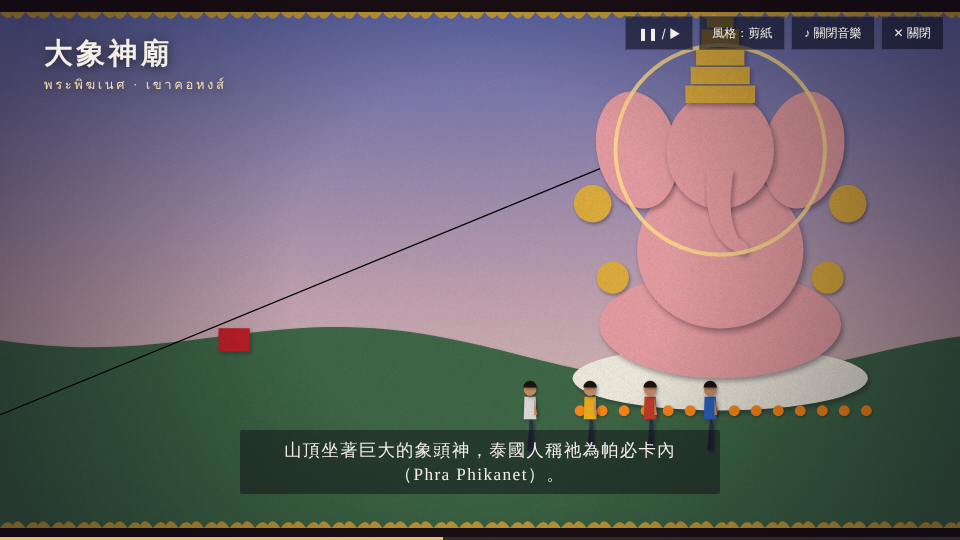 大象神廟
พระพิฆเนศ · เขาคอหงส์
❚❚ / ▶
風格：剪紙
♪ 關閉音樂
✕ 關閉
山頂坐著巨大的象頭神，泰國人稱祂為帕必卡內
（Phra Phikanet）。